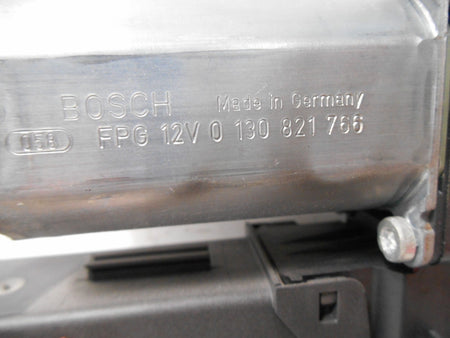 BOSCH Made in Germany
FPG 12V 0 130 821 766